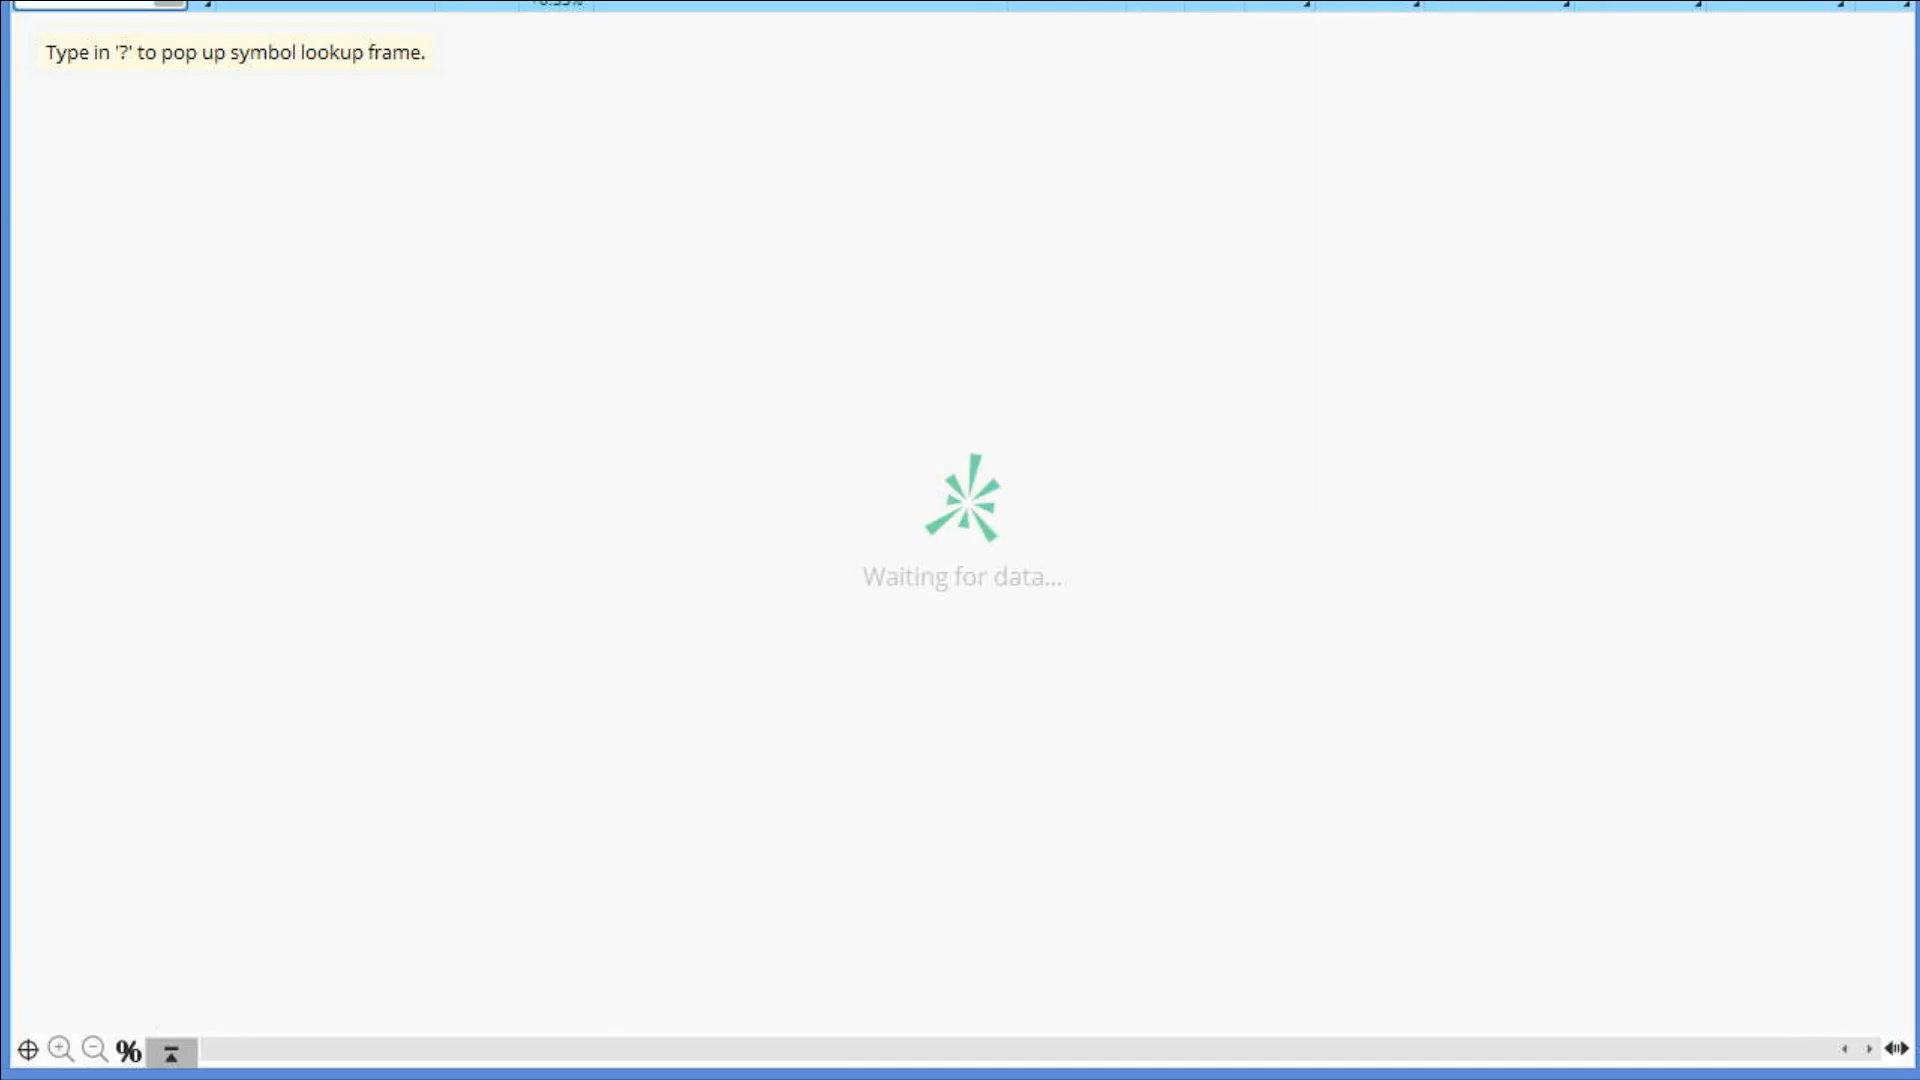 Type in '?' to pop up symbol lookup frame.
Waiting for data...
%